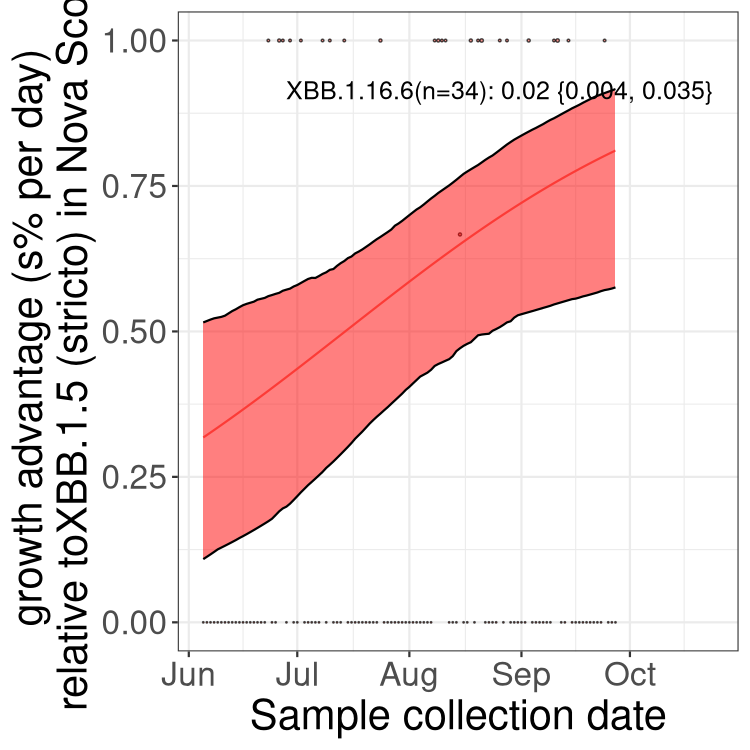 growth advantage (s% per day)
relative toXBB.1.5 (stricto) in Nova Sco
1.00
0.75
0.50
0.25
0.00
XBB.1.16.6(n=34): 0.02 {0.004, 0.035}
Jun Jul Aug Sep Oct
Sample collection date